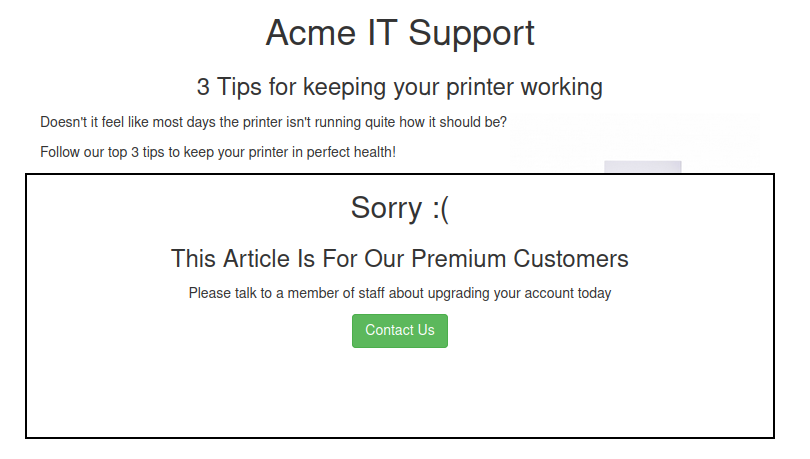 Acme IT Support
3 Tips for keeping your printer working
Doesn't it feel like most days the printer isn't running quite how it should be?
Follow our top 3 tips to keep your printer in perfect health!
Sorry :(
This Article Is For Our Premium Customers
Please talk to a member of staff about upgrading your account today
Contact Us